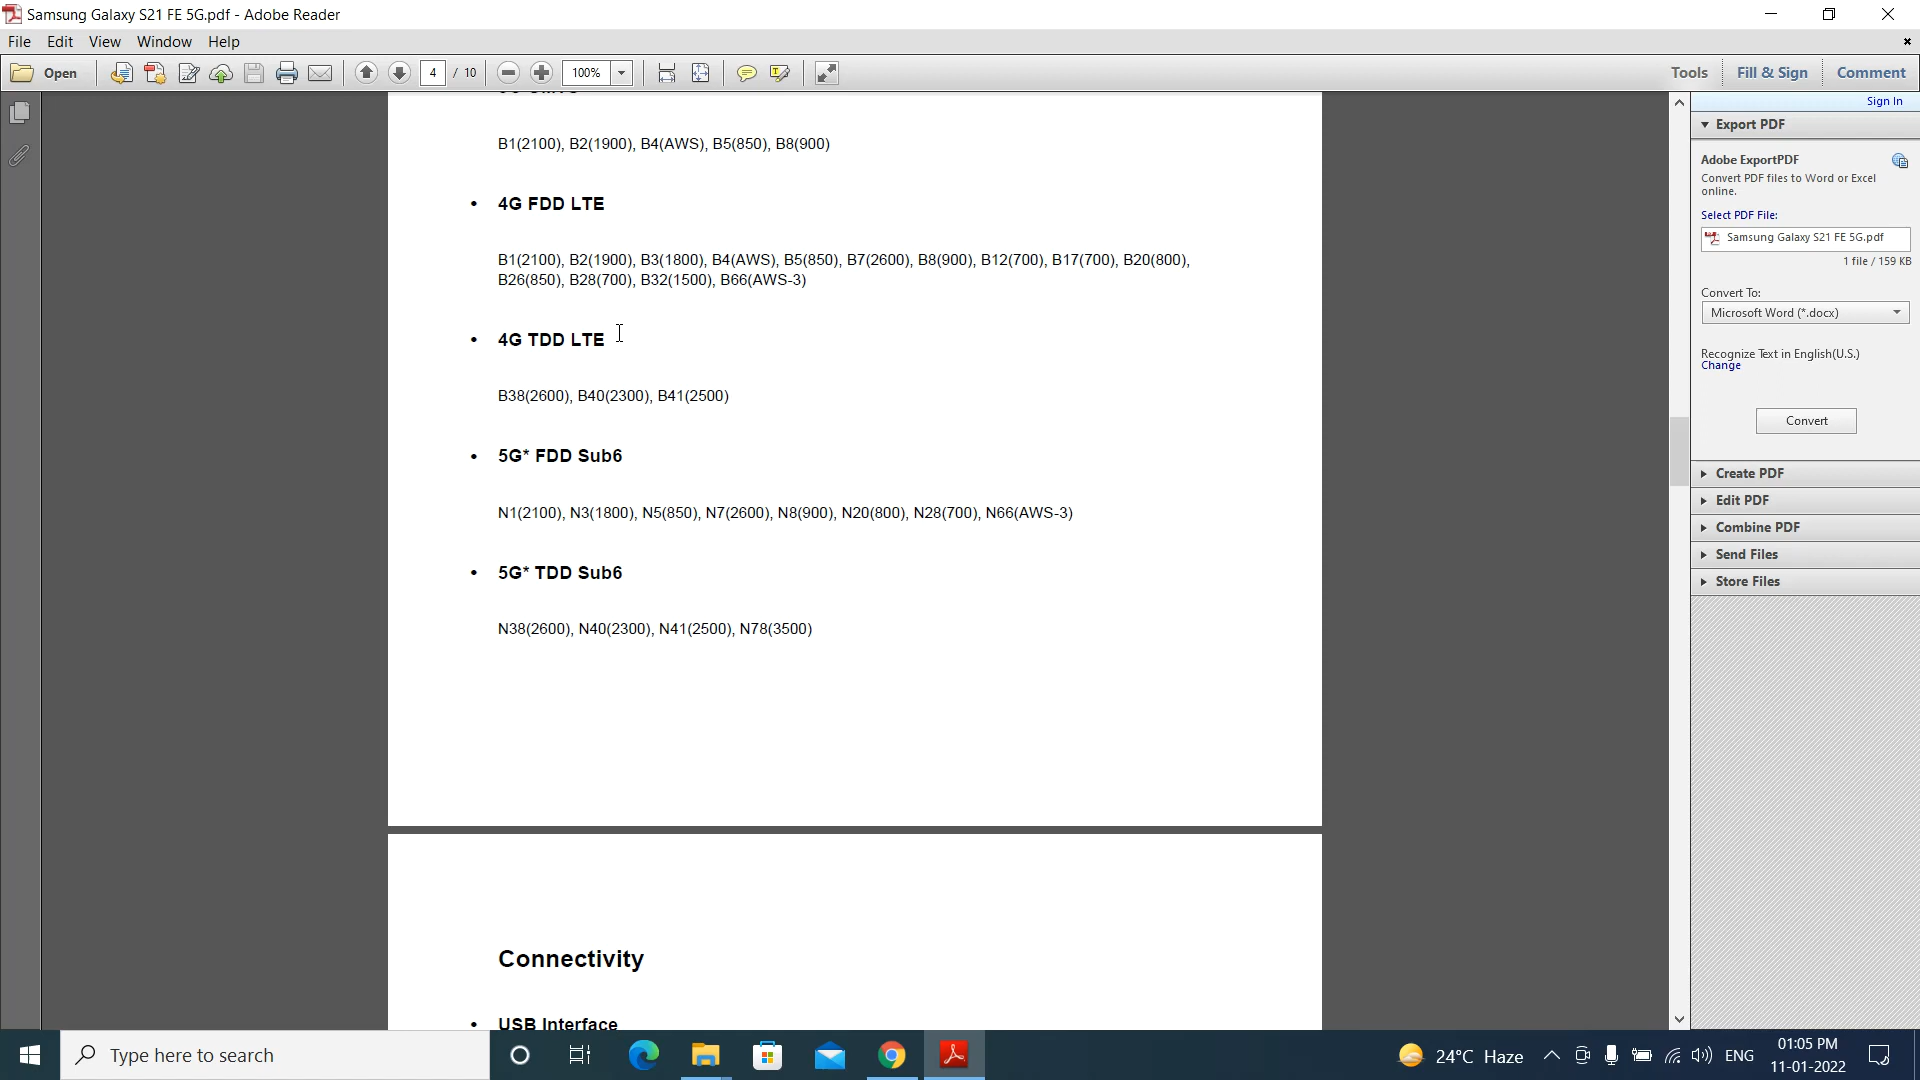 Samsung Galaxy S21 FE 5G.pdf - Adobe Reader
File Edit View Window Help
Open 4 / 10 100% Tools Fill & Sign Comment
Sign In
Export PDF
Adobe ExportPDF
Convert PDF files to Word or Excel
online.
Select PDF File:
Samsung Galaxy S21 FE 5G.pdf
1 file / 159 KB
Convert To:
Microsoft Word (*.docx)
Recognize Text in English(U.S.)
Change
Convert
Create PDF
Edit PDF
Combine PDF
Send Files
Store Files
B1(2100), B2(1900), B4(AWS), B5(850), B8(900)
• 4G FDD LTE
B1(2100), B2(1900), B3(1800), B4(AWS), B5(850), B7(2600), B8(900), B12(700), B17(700), B20(800),
B26(850), B28(700), B32(1500), B66(AWS-3)
• 4G TDD LTE
B38(2600), B40(2300), B41(2500)
• 5G* FDD Sub6
N1(2100), N3(1800), N5(850), N7(2600), N8(900), N20(800), N28(700), N66(AWS-3)
• 5G* TDD Sub6
N38(2600), N40(2300), N41(2500), N78(3500)
Connectivity
• USB Interface
Type here to search
24°C Haze
ENG
01:05 PM
11-01-2022